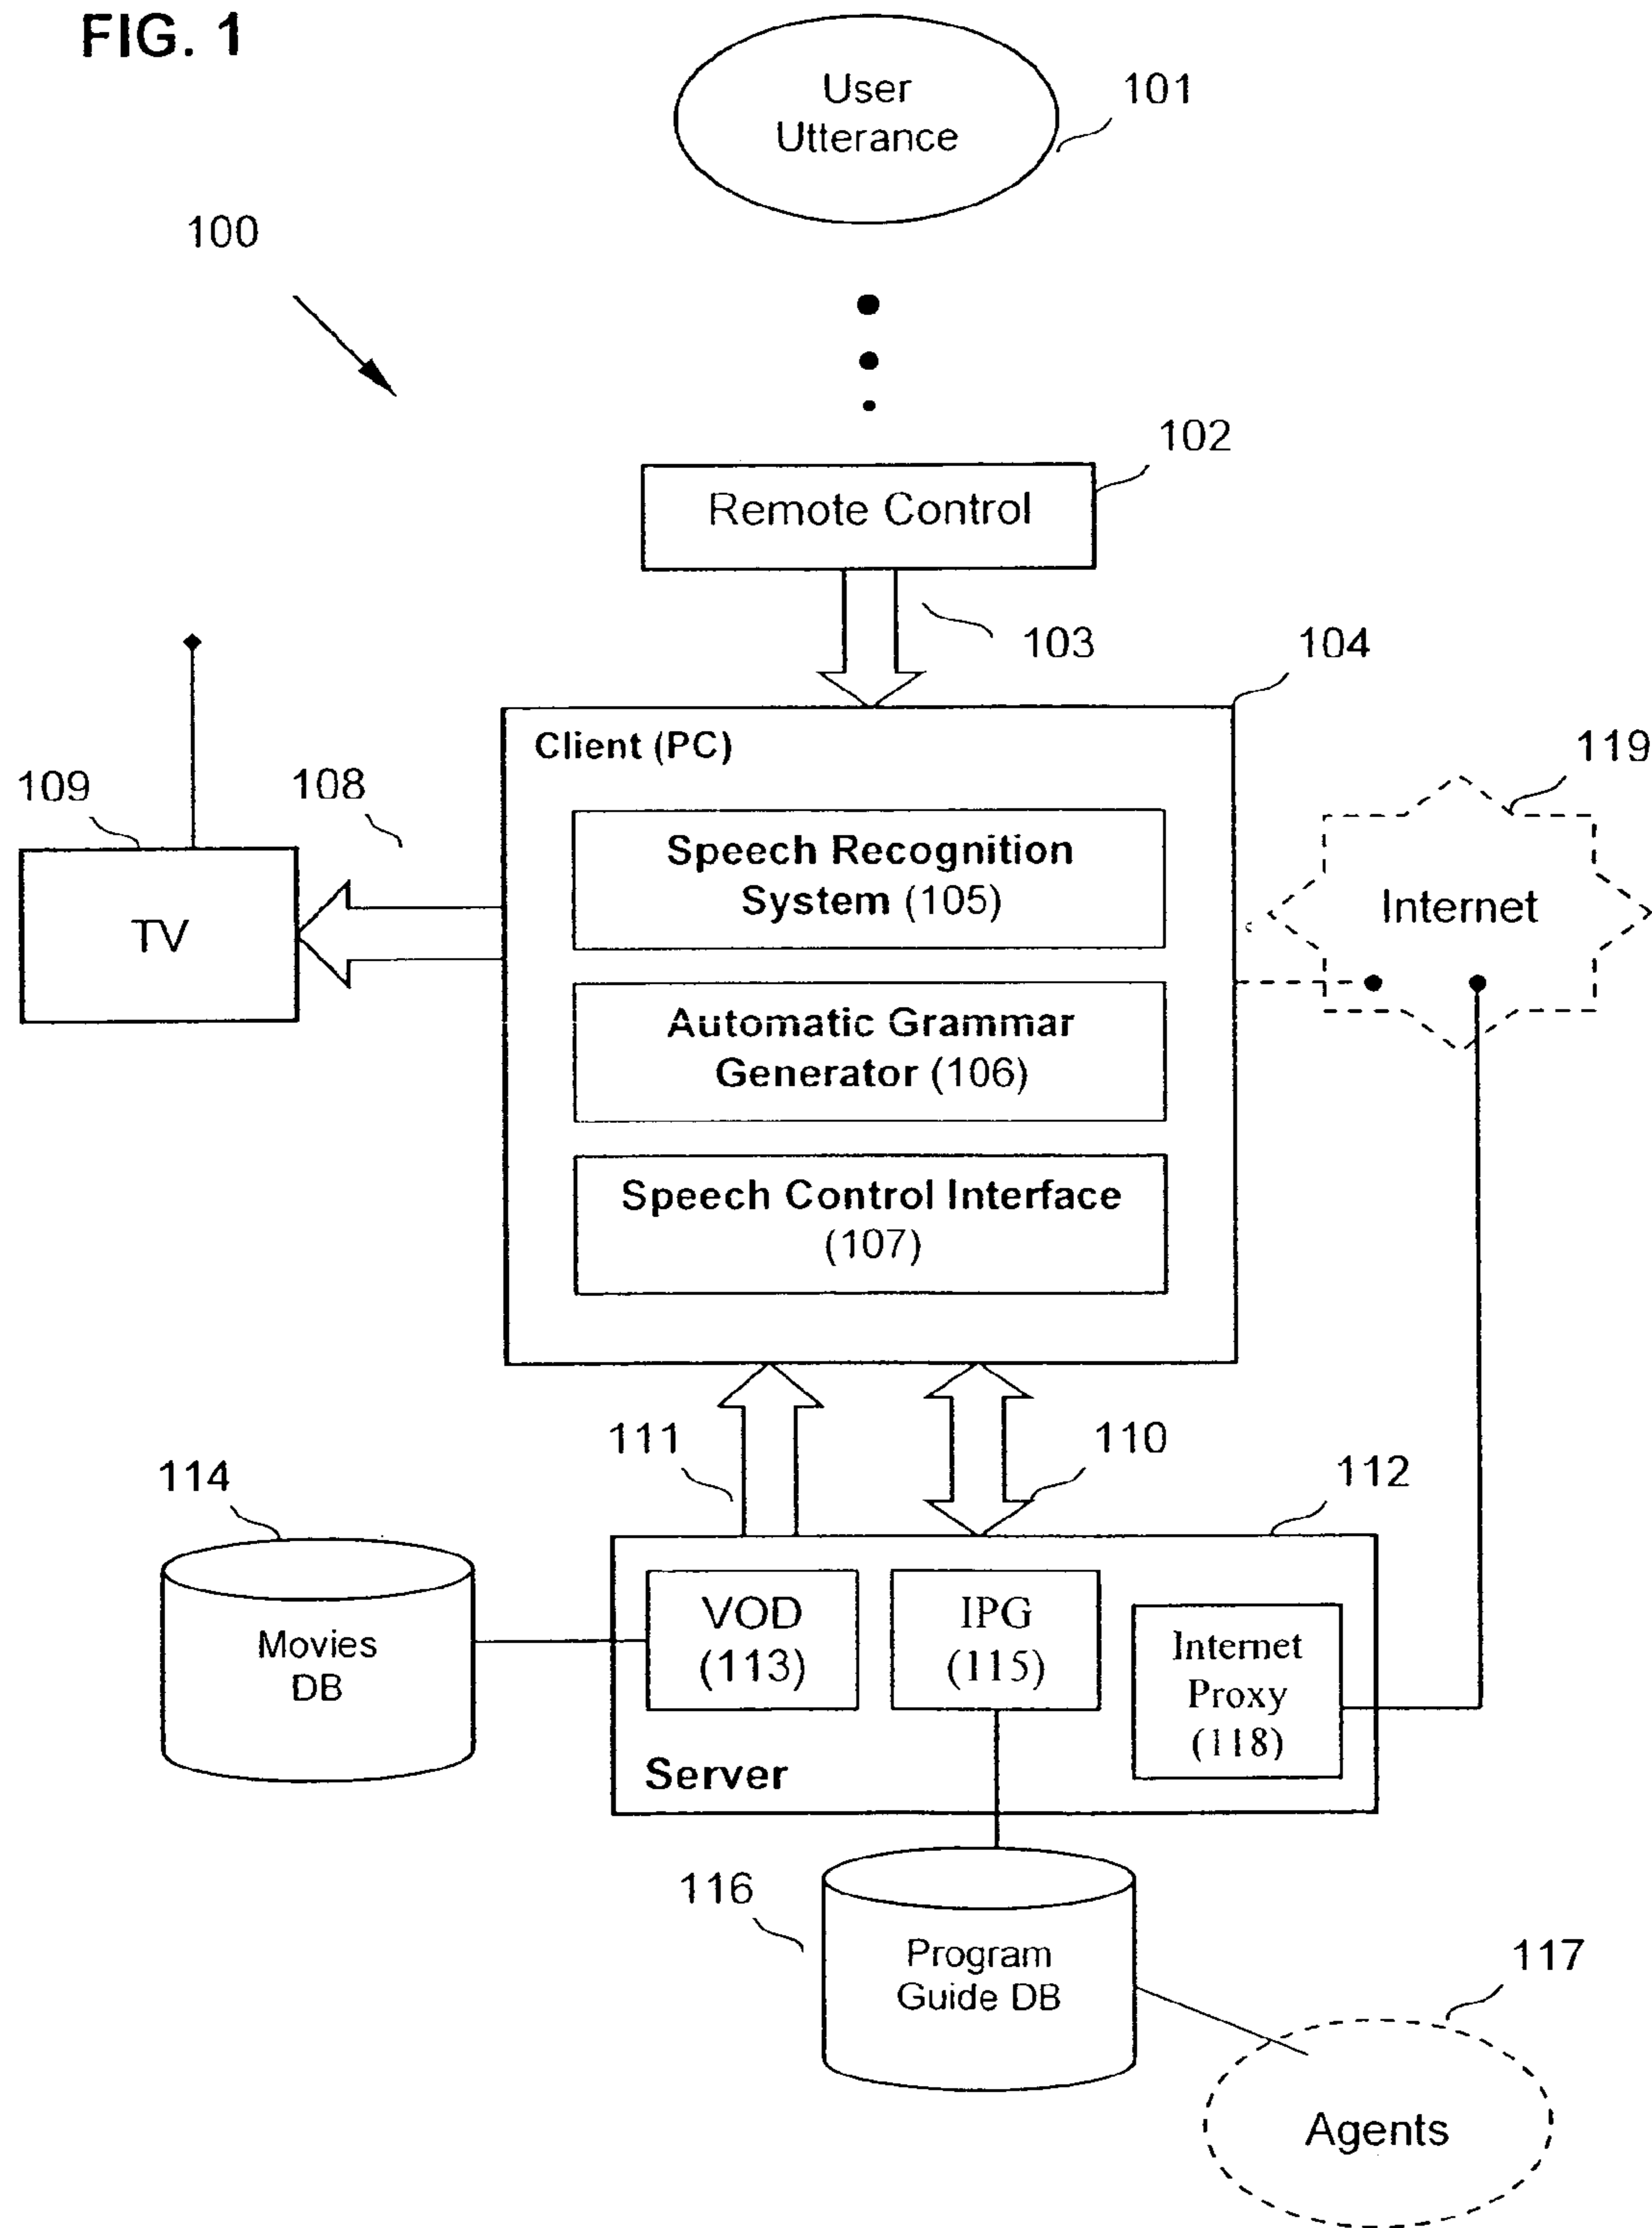 FIG. 1
User
Utterance
101
100
102
Remote Control
103
104
Client (PC)
119
109
108
Speech Recognition
System (105)
TV
Internet
Automatic Grammar
Generator (106)
Speech Control Interface
(107)
111
110
114
112
Movies
DB
VOD
(113)
IPG
(115)
Internet
Proxy
(118)
Server
116
Program
Guide DB
117
Agents